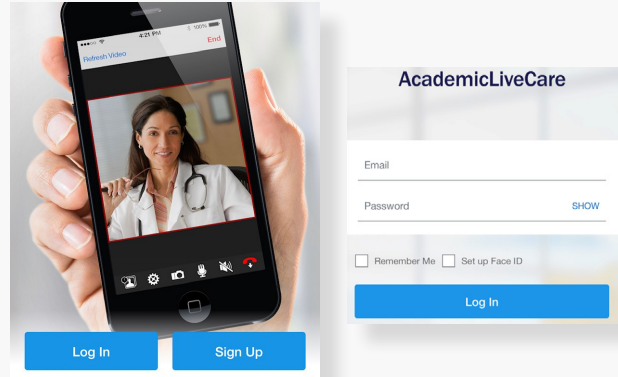 4:21 PM
100%
Refresh Video
End
Log In
Sign Up
AcademicLiveCare
Email
Password
SHOW
Remember Me
Set up Face ID
Log In